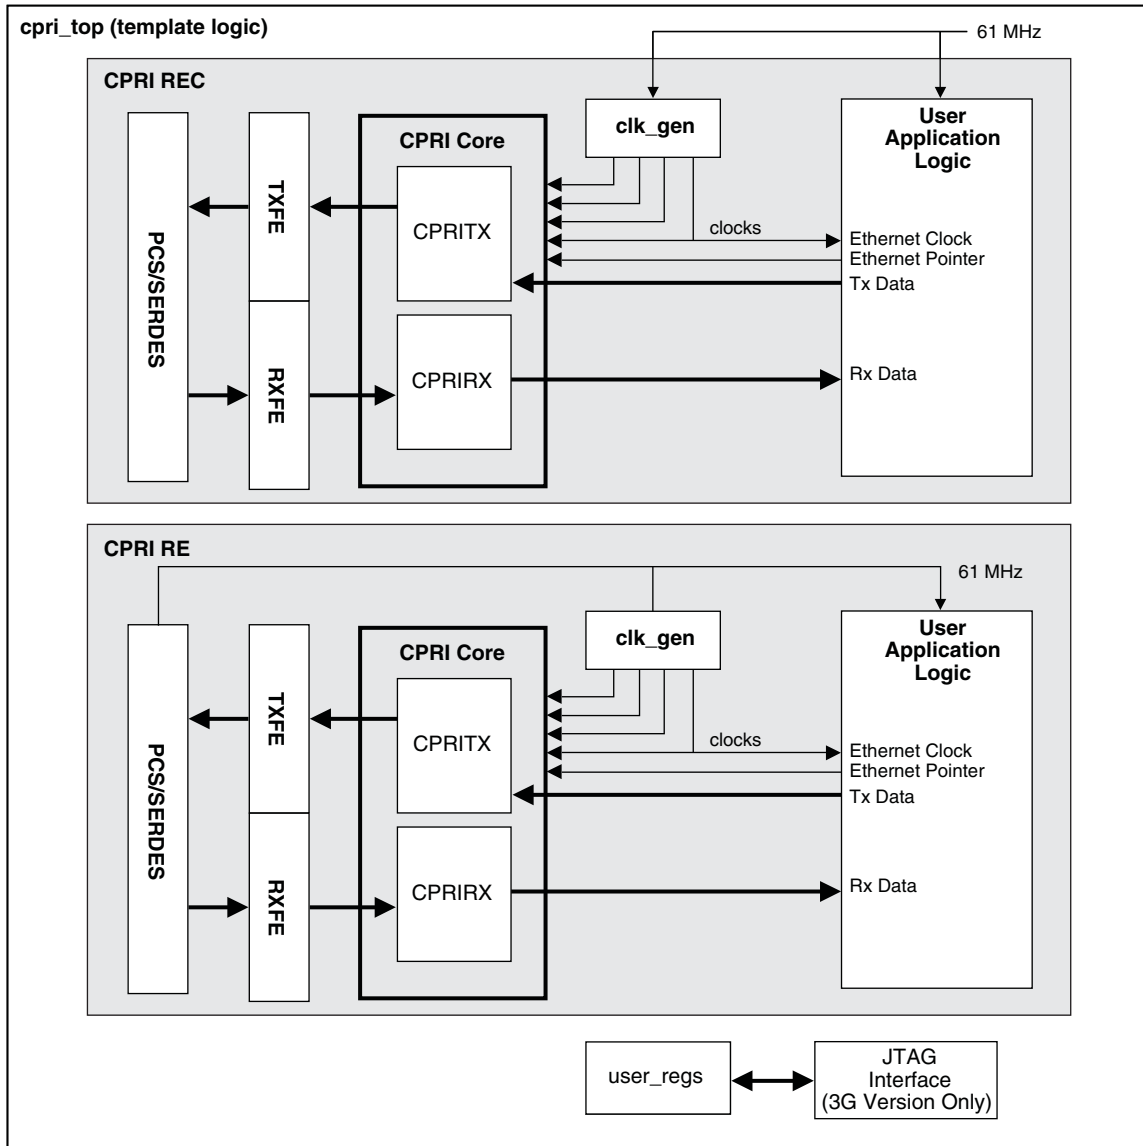 cpri_top (template logic)
61 MHz
CPRI REC
PCS/SERDES
TXFE
RXFE
CPRI Core
CPRITX
CPRIRX
clk_gen
clocks
User
Application
Logic
Ethernet Clock
Ethernet Pointer
Tx Data
Rx Data
CPRI RE
61 MHz
PCS/SERDES
TXFE
RXFE
CPRI Core
CPRITX
CPRIRX
clk_gen
clocks
User
Application
Logic
Ethernet Clock
Ethernet Pointer
Tx Data
Rx Data
user_regs
JTAG
Interface
(3G Version Only)